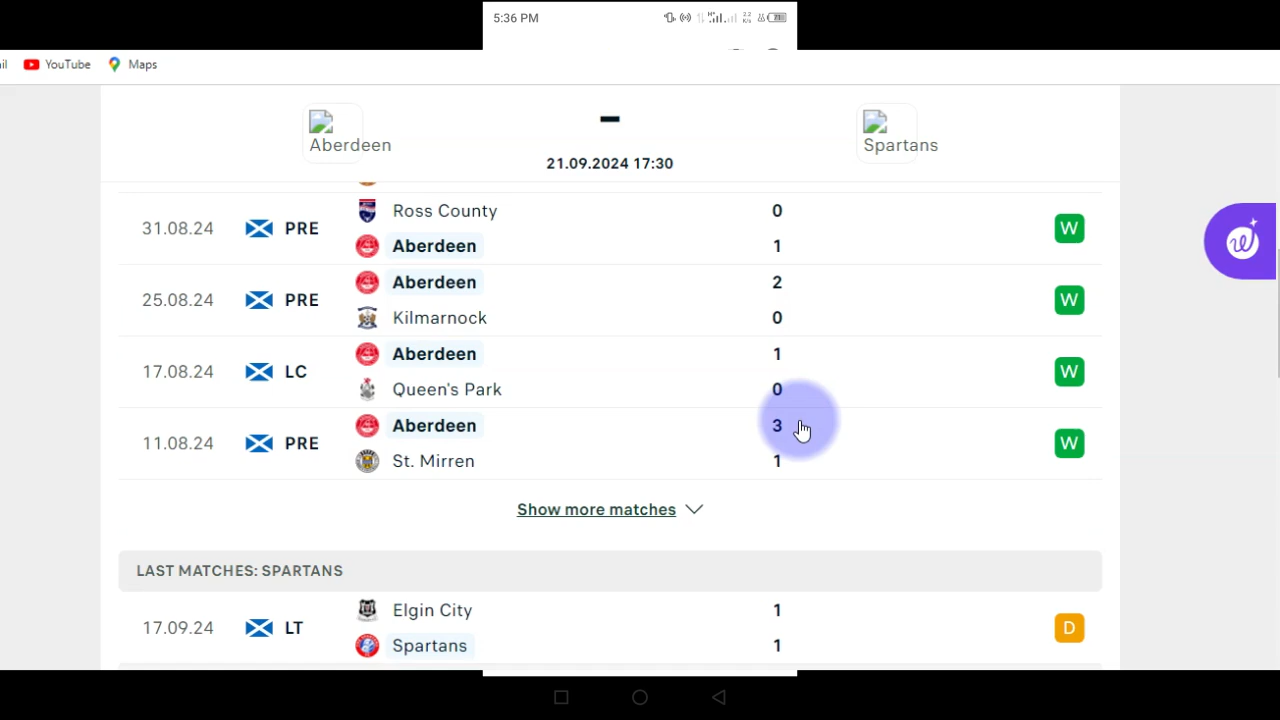 5:36 PM
il YouTube Maps
Aberdeen - Spartans
21.09.2024 17:30
31.08.24 PRE Ross County 0 W
Aberdeen 1
25.08.24 PRE Aberdeen 2 W
Kilmarnock 0
17.08.24 LC Aberdeen 1 W
Queen's Park 0
11.08.24 PRE Aberdeen 3 W
St. Mirren 1
Show more matches
LAST MATCHES: SPARTANS
17.09.24 LT Elgin City 1 D
Spartans 1